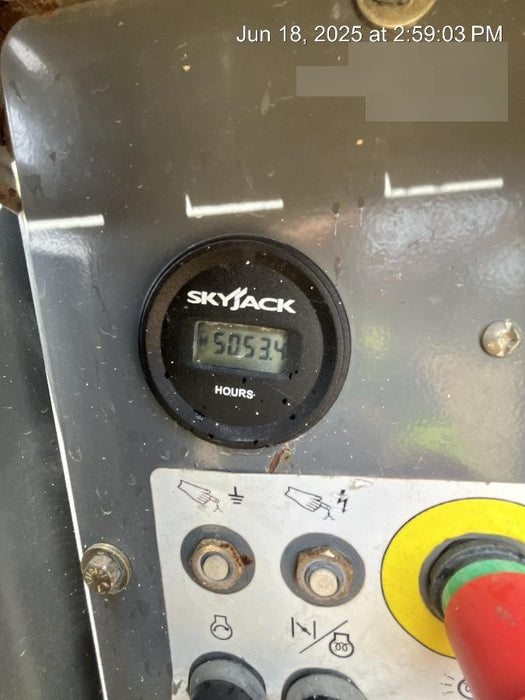 Jun 18, 2025 at 2:59:03 PM
SKYJACK
5053.4
HOURS